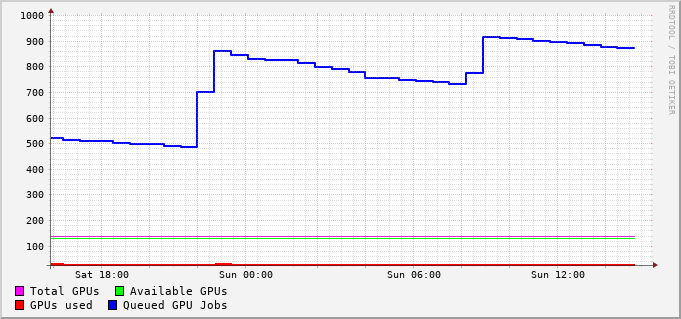 1000
900
800
700
600
500
400
300
200
100
Sat 18:00 Sun 00:00 Sun 06:00 Sun 12:00
Total GPUs Available GPUs
GPUs used Queued GPU Jobs
RRDTOOL / TOBI OETIKER